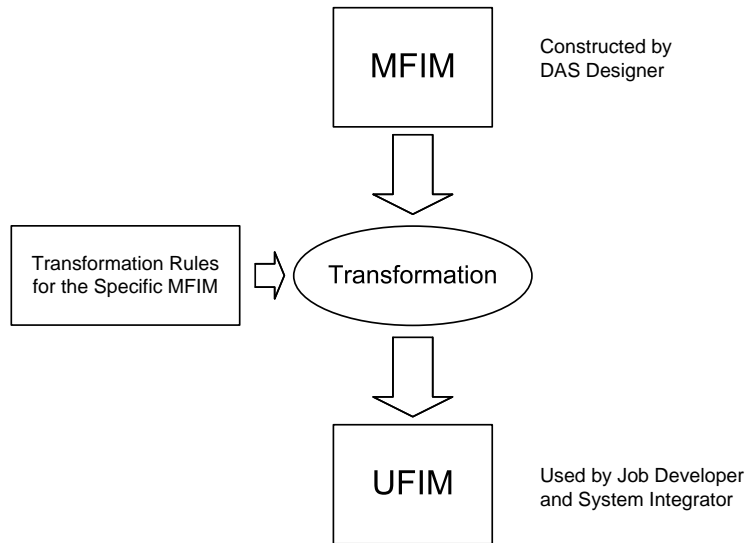 MFIM
Constructed by
DAS Designer
Transformation Rules
for the Specific MFIM
Transformation
UFIM
Used by Job Developer
and System Integrator